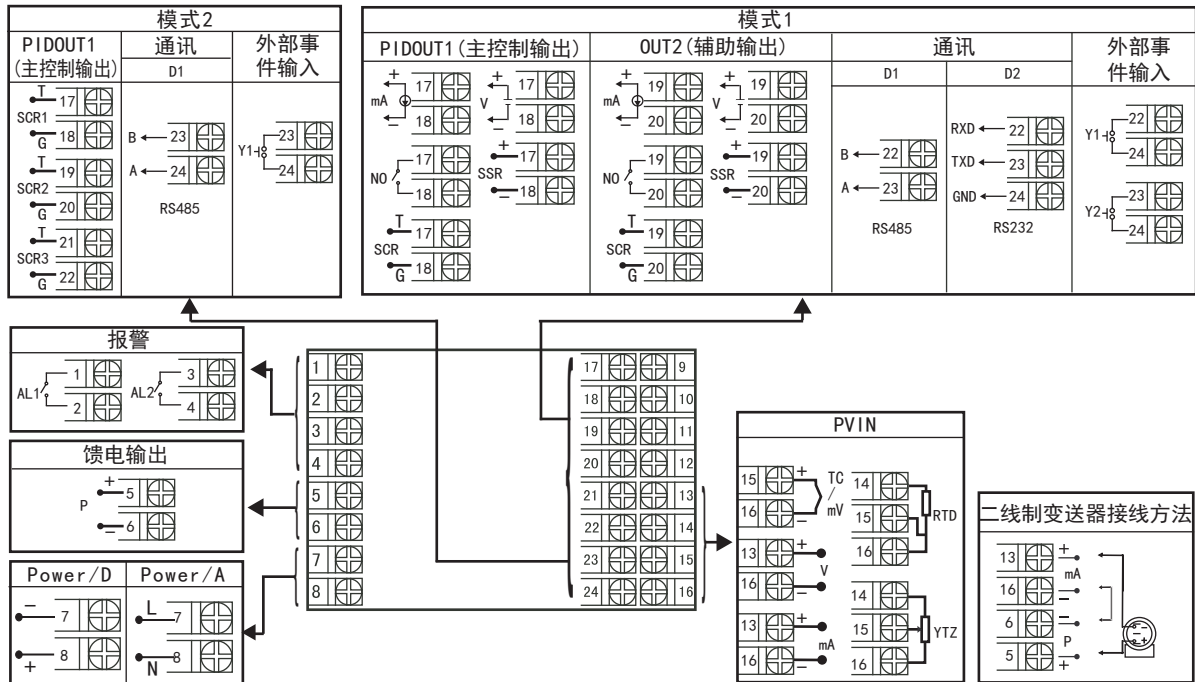 模式2
PIDOUT1
(主控制输出)
通讯
D1
外部事
件输入
T
17
SCR1
18
G
T
19
SCR2
20
G
T
21
SCR3
22
G
B
23
A
24
RS485
Y1
23
24
模式1
PIDOUT1(主控制输出)
OUT2(辅助输出)
通讯
D1
D2
外部事
件输入
+
mA
17
18
−
+
V
17
18
−
NO
17
18
+
SSR
17
18
−
T
17
SCR
18
G
+
mA
19
20
−
+
V
19
20
−
NO
19
20
+
SSR
19
20
−
T
19
SCR
20
G
B
22
A
23
RS485
RXD
22
TXD
23
GND
24
RS232
Y1
22
24
Y2
23
24
报警
AL1
1
2
AL2
3
4
馈电输出
P
+
5
6
−
Power/D
−
7
8
+
Power/A
L
7
8
N
1
2
3
4
5
6
7
8
17
9
18
10
19
11
20
12
21
13
22
14
23
15
24
16
PVIN
15
+
16
−
TC
/
mV
13
+
V
16
−
13
+
mA
16
−
14
15
16
RTD
14
15
16
YTZ
二线制变送器接线方法
13
+
mA
16
−
6
−
P
5
+
−
+